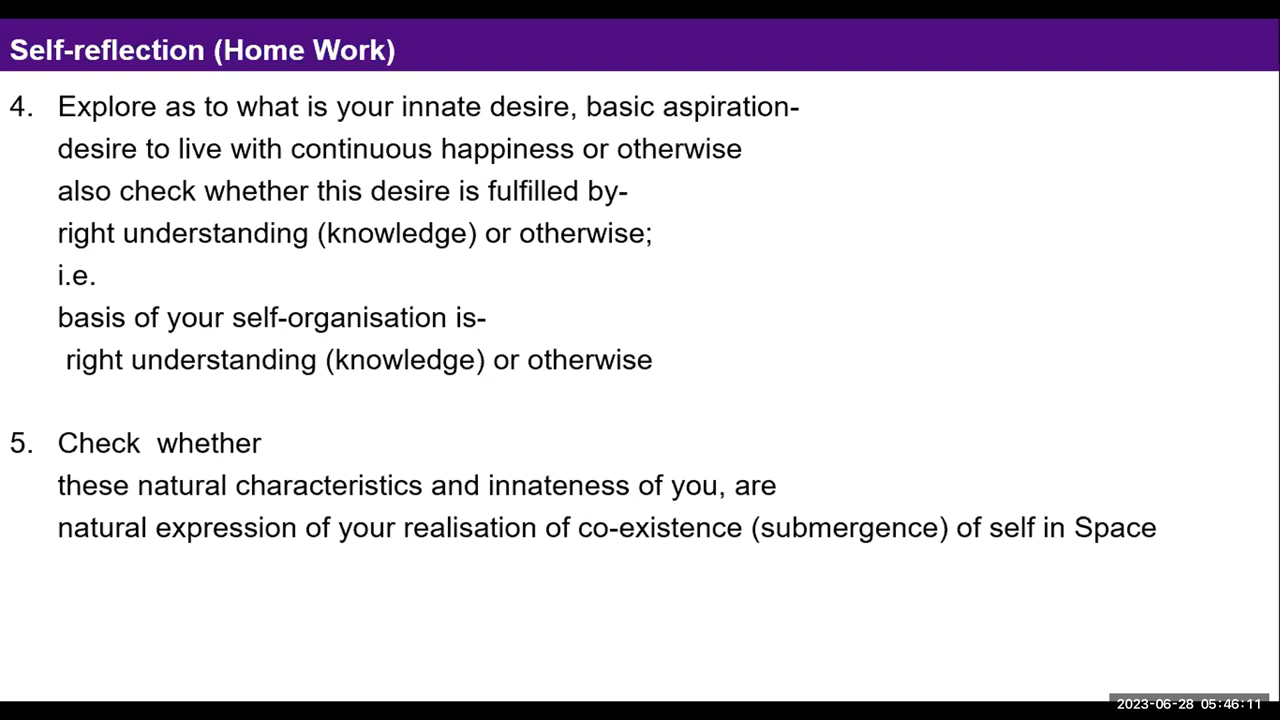 Self-reflection (Home Work)
4. Explore as to what is your innate desire, basic aspiration-
desire to live with continuous happiness or otherwise
also check whether this desire is fulfilled by-
right understanding (knowledge) or otherwise;
i.e.
basis of your self-organisation is-
right understanding (knowledge) or otherwise
5. Check whether
these natural characteristics and innateness of you, are
natural expression of your realisation of co-existence (submergence) of self in Space
2023-06-28 05:46:11